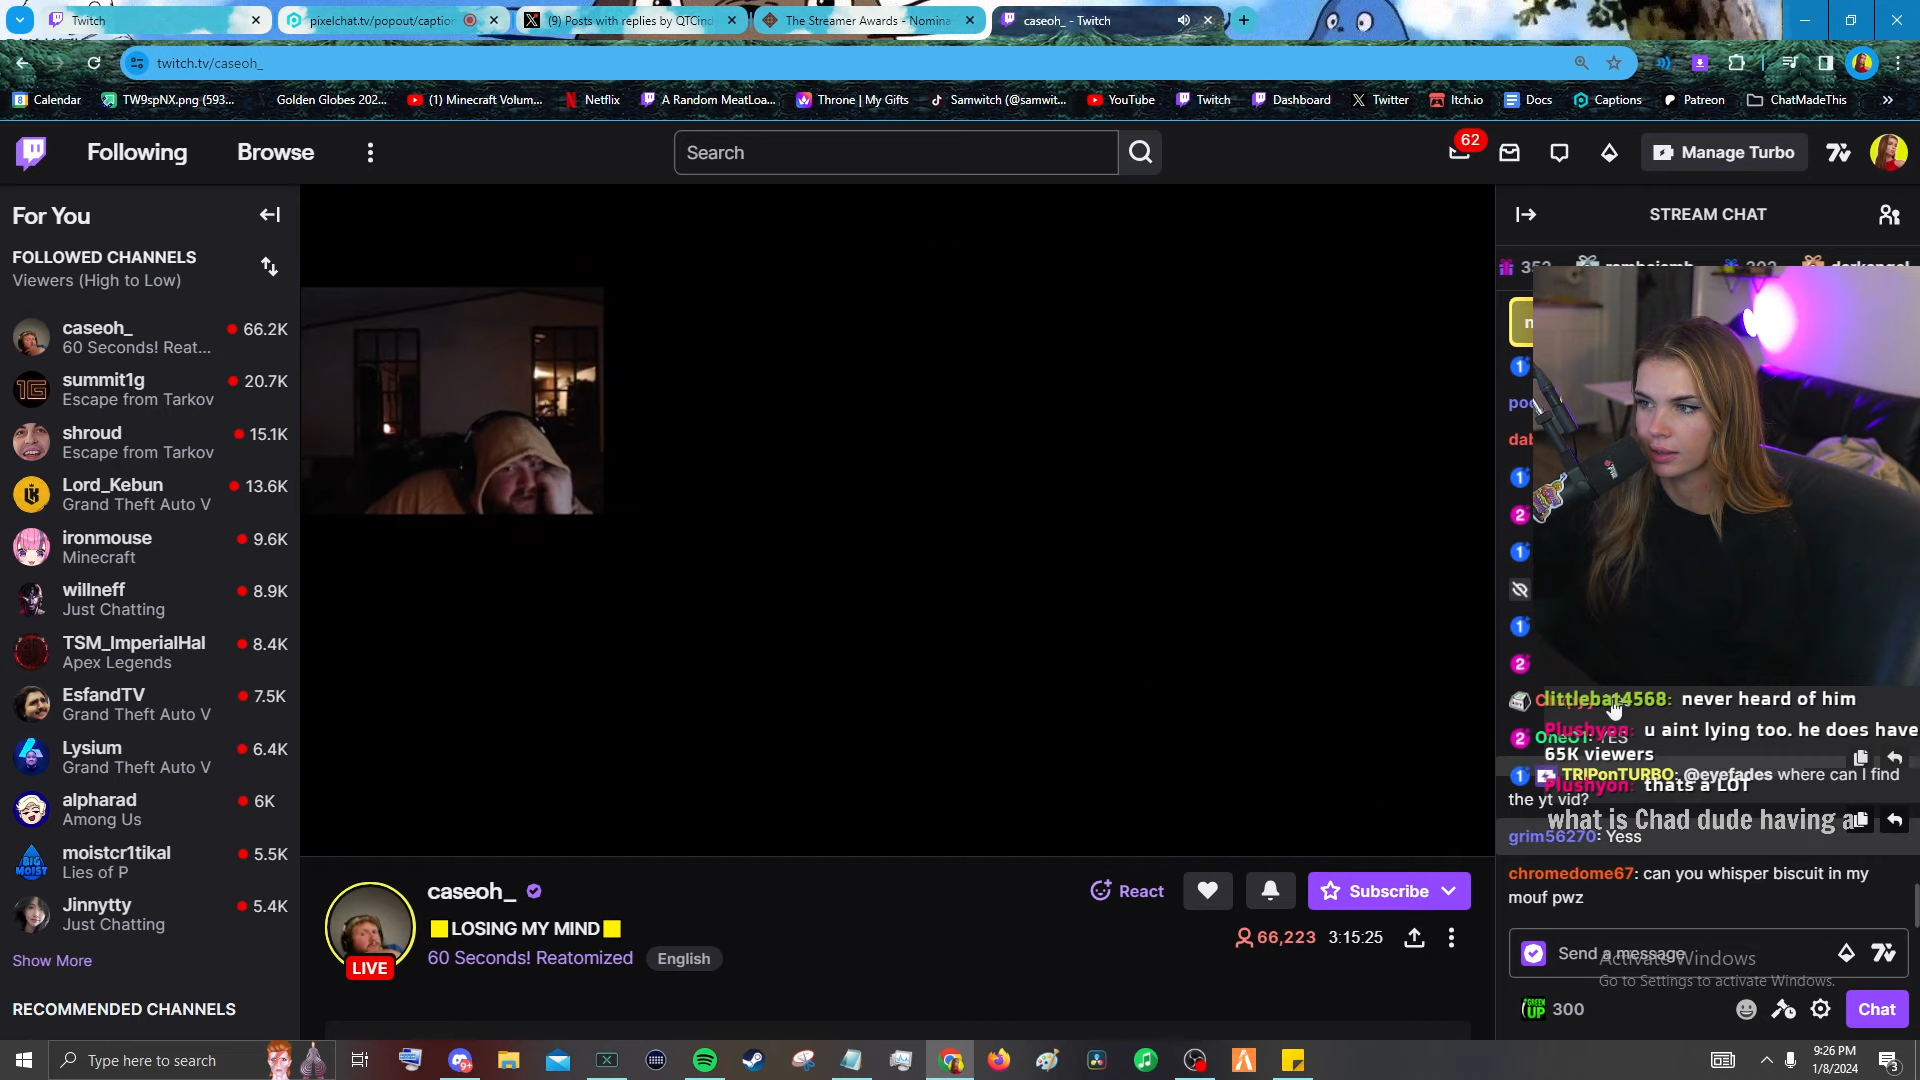 Twitch
pixelchat.tv/popout/caption
(9) Posts with replies by QTCind
The Streamer Awards - Nomina
caseoh_ - Twitch
twitch.tv/caseoh_
Calendar
TW9spNX.png (593...
Golden Globes 202...
(1) Minecraft Volum...
Netflix
A Random MeatLoa...
Throne | My Gifts
Samwitch (@samwit...
YouTube
Twitch
Dashboard
Twitter
Itch.io
Docs
Captions
Patreon
ChatMadeThis
Following
Browse
Search
62
Manage Turbo
For You
FOLLOWED CHANNELS
Viewers (High to Low)
caseoh_
66.2K
60 Seconds! Reat...
summit1g
20.7K
Escape from Tarkov
shroud
15.1K
Escape from Tarkov
Lord_Kebun
13.6K
Grand Theft Auto V
ironmouse
9.6K
Minecraft
willneff
8.9K
Just Chatting
TSM_ImperialHal
8.4K
Apex Legends
EsfandTV
7.5K
Grand Theft Auto V
Lysium
6.4K
Grand Theft Auto V
alpharad
6K
Among Us
BIG MOIST
moistcr1tikal
5.5K
Lies of P
Jinnytty
5.4K
Just Chatting
Show More
RECOMMENDED CHANNELS
LIVE
caseoh_
LOSING MY MIND
60 Seconds! Reatomized
English
React
Subscribe
66,223
3:15:25
STREAM CHAT
littlebat4568: never heard of him
Plushyon: u aint lying too. he does have
65K viewers
YES
TRIPonTURBO: @eyefades where can I find
the yt vid?
Plushyon: thats a LOT
what is Chad dude having a
grim56270: Yess
chromedome67: can you whisper biscuit in my
mouf pwz
Send a message
Activate Windows
Go to Settings to activate Windows.
300
Chat
Type here to search
9:26 PM
1/8/2024
3